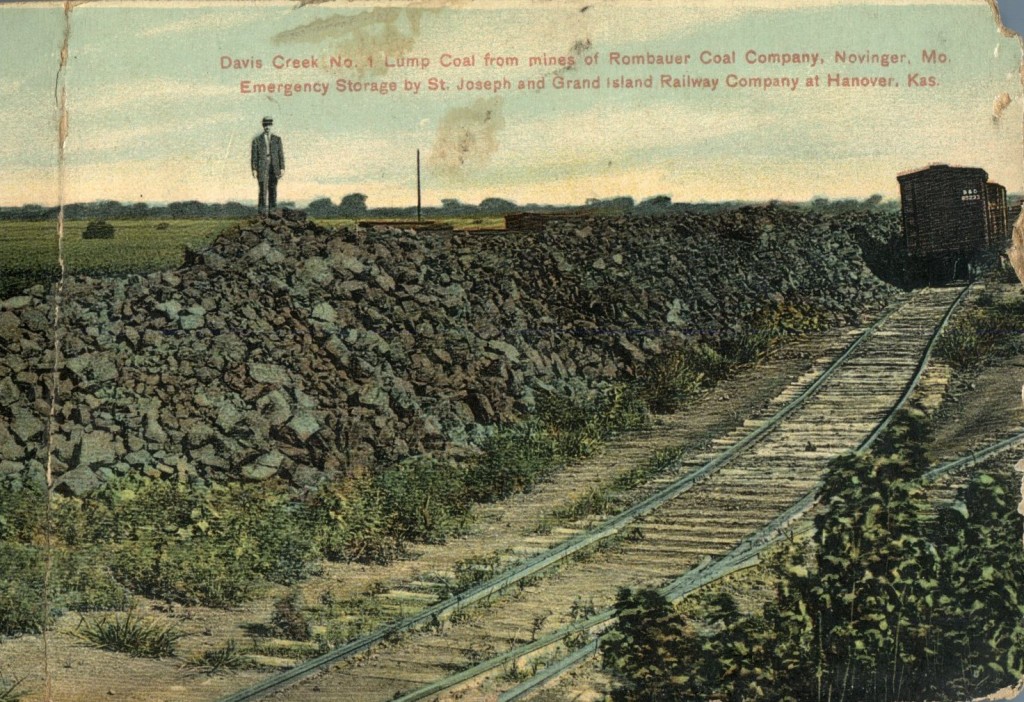 Davis Creek No. 1 Lump Coal from mines of Rombauer Coal Company, Novinger, Mo.
Emergency Storage by St. Joseph and Grand Island Railway Company at Hanover, Kas.